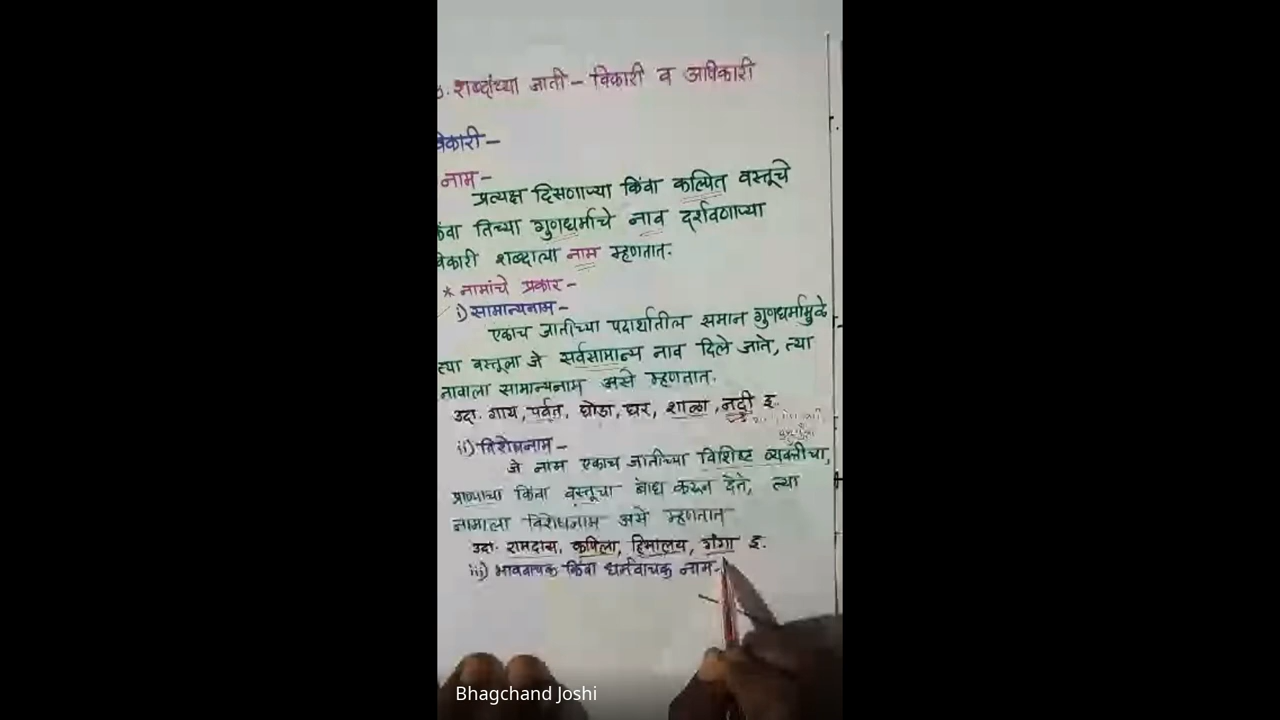 शब्दांच्या जाती - विकारी व अविकारी
विकारी -
नाम -
प्रत्यक्ष दिसणाऱ्या किंवा कल्पित वस्तूचे
किंवा तिच्या गुणधर्माचे नाव दर्शवणाऱ्या
विकारी शब्दाला नाम म्हणतात.
* नामांचे प्रकार -
i) सामान्यनाम -
एकाच जातीच्या पदार्थातील समान गुणधर्मामुळे
त्या वस्तूला जे सर्वसामान्य नाव दिले जाते, त्या
नावाला सामान्यनाम असे म्हणतात.
उदा. गाय, पर्वत, घोडा, घर, शाळा, नदी इ.
ii) विशेषनाम -
जे नाम एकाच जातीच्या विशिष्ट व्यक्तीचा,
प्राण्याचा किंवा वस्तूचा बोध करून देते, त्या
नामाला विशेषनाम असे म्हणतात
उदा. रामदास, कपिला, हिमालय, गंगा इ.
iii) भाववाचक किंवा धर्मवाचक नाम -
Bhagchand Joshi